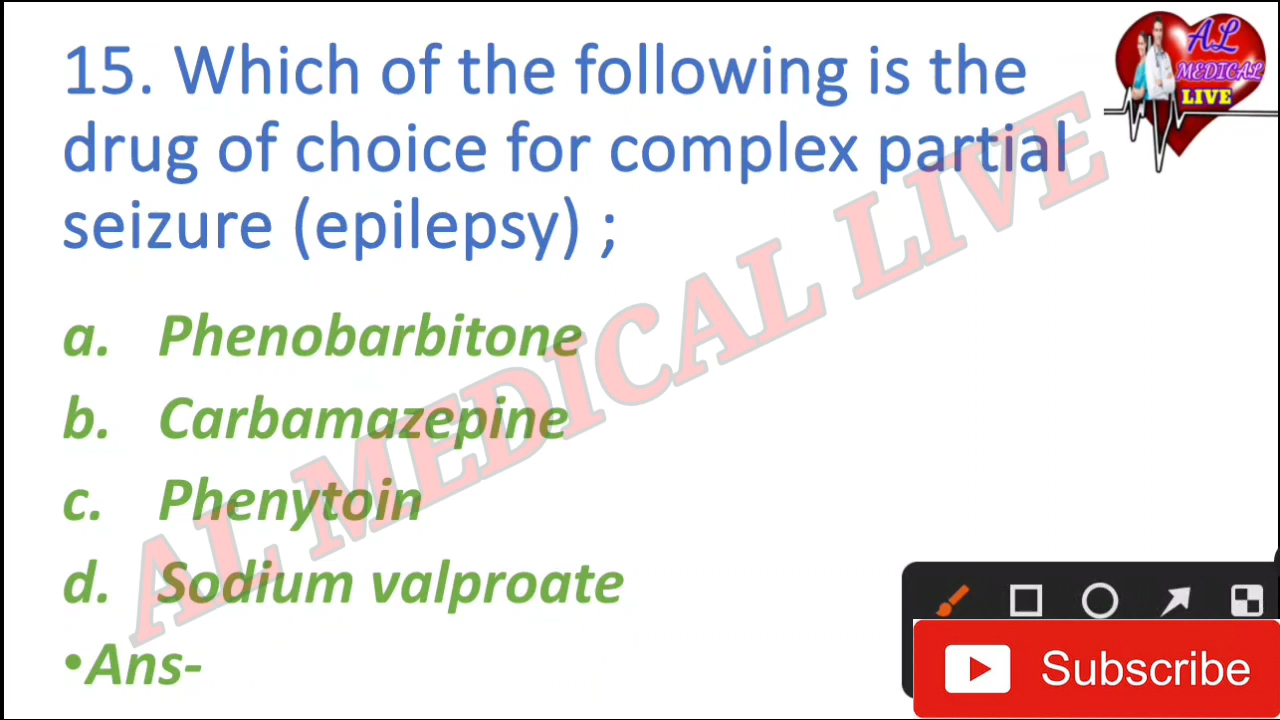 15. Which of the following is the
drug of choice for complex partial
seizure (epilepsy) ;
a. Phenobarbitone
b. Carbamazepine
c. Phenytoin
d. Sodium valproate
•Ans-
AL MEDICAL LIVE
AL
MEDICAL
LIVE
Subscribe